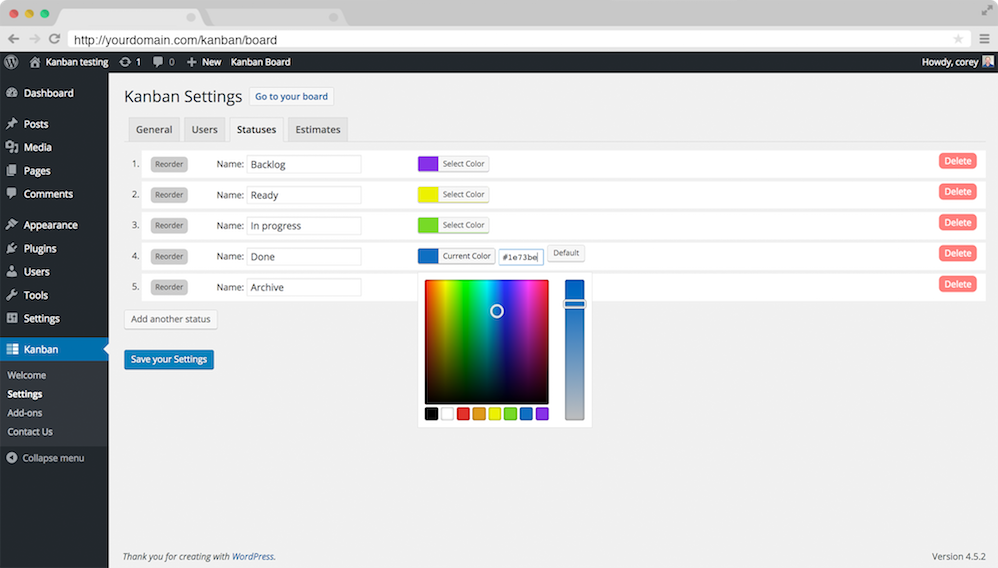 http://yourdomain.com/kanban/board
Kanban testing 1 0 New Kanban Board Howdy, corey
Dashboard
Posts
Media
Pages
Comments
Appearance
Plugins
Users
Tools
Settings
Kanban
Welcome
Settings
Add-ons
Contact Us
Collapse menu
Kanban Settings Go to your board
General Users Statuses Estimates
1. Reorder Name: Backlog Select Color Delete
2. Reorder Name: Ready Select Color Delete
3. Reorder Name: In progress Select Color Delete
4. Reorder Name: Done Current Color #1e73be Default Delete
5. Reorder Name: Archive Delete
Add another status
Save your Settings
Thank you for creating with WordPress. Version 4.5.2